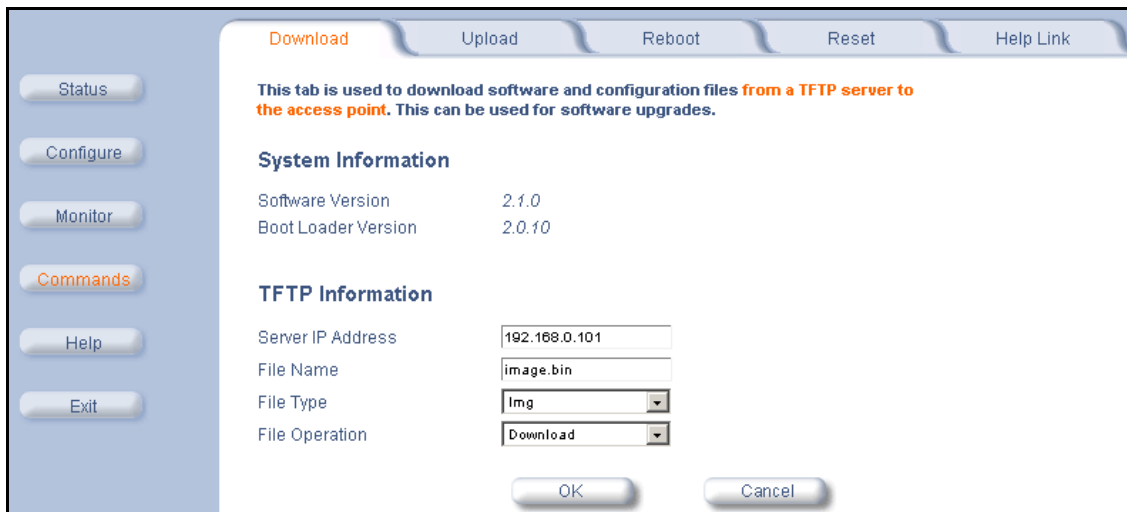 Download Upload Reboot Reset Help Link
Status
Configure
Monitor
Commands
Help
Exit
This tab is used to download software and configuration files from a TFTP server to
the access point. This can be used for software upgrades.
System Information
Software Version 2.1.0
Boot Loader Version 2.0.10
TFTP Information
Server IP Address 192.168.0.101
File Name image.bin
File Type Img
File Operation Download
OK Cancel